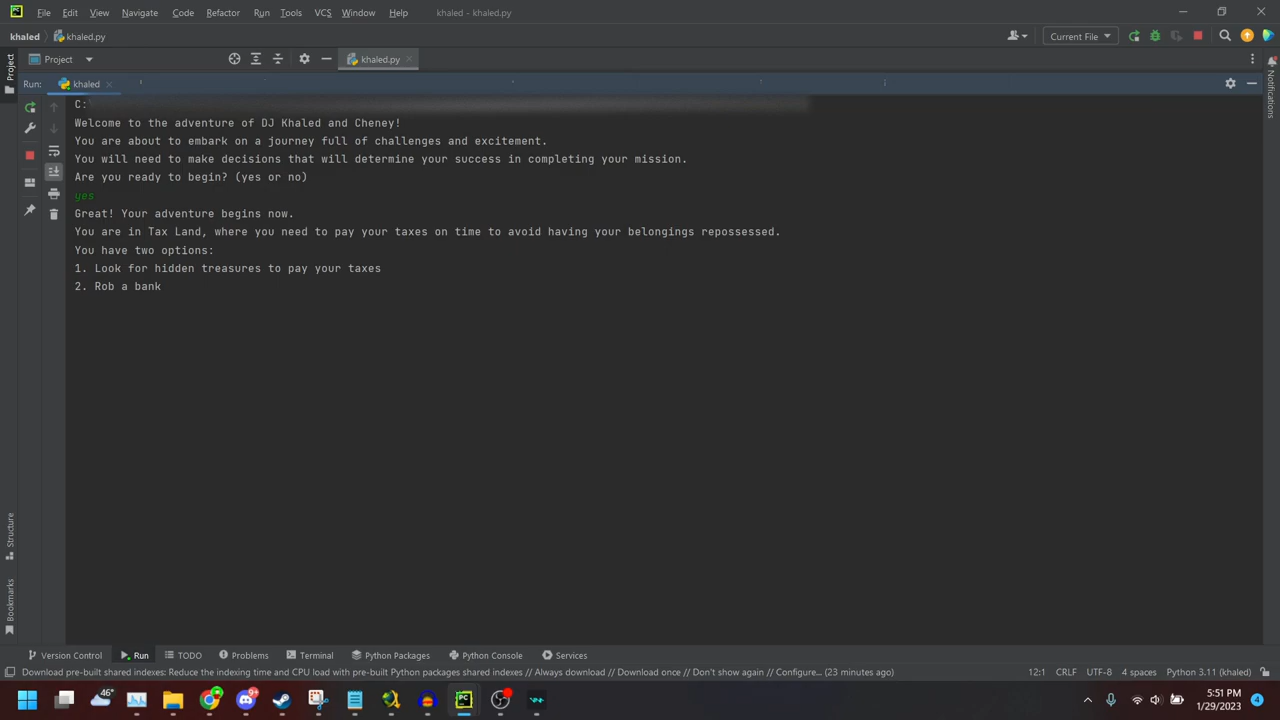 File Edit View Navigate Code Refactor Run Tools VCS Window Help khaled - khaled.py
khaled khaled.py Current File
Project khaled.py
Run: khaled
C:
Welcome to the adventure of DJ Khaled and Cheney!
You are about to embark on a journey full of challenges and excitement.
You will need to make decisions that will determine your success in completing your mission.
Are you ready to begin? (yes or no)
yes
Great! Your adventure begins now.
You are in Tax Land, where you need to pay your taxes on time to avoid having your belongings repossessed.
You have two options:
1. Look for hidden treasures to pay your taxes
2. Rob a bank
Project
Structure
Bookmarks
Notifications
Version Control Run TODO Problems Terminal Python Packages Python Console Services
Download pre-built shared indexes: Reduce the indexing time and CPU load with pre-built Python packages shared indexes // Always download // Download once // Don't show again // Configure... (23 minutes ago) 12:1 CRLF UTF-8 4 spaces Python 3.11 (khaled)
46° PC 5:51 PM
1/29/2023 4